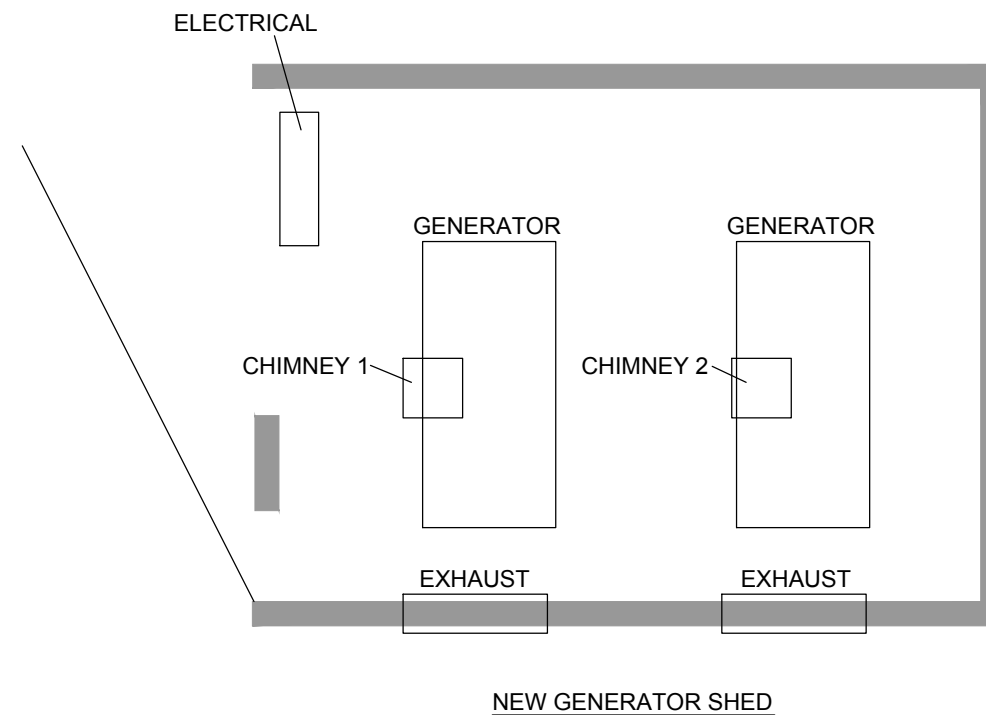 ELECTRICAL
GENERATOR
GENERATOR
CHIMNEY 1
CHIMNEY 2
EXHAUST
EXHAUST
NEW GENERATOR SHED